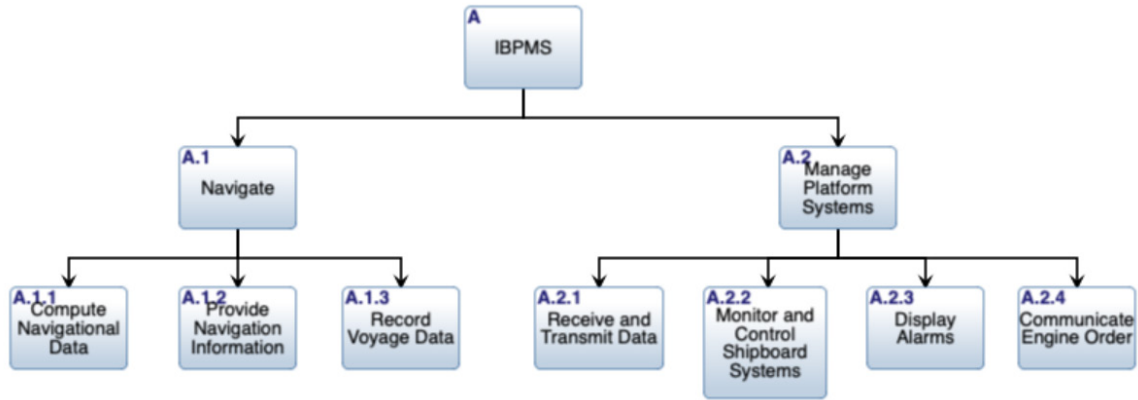 A
IBPMS
A.1
Navigate
A.2
Manage
Platform
Systems
A.1.1
Compute
Navigational
Data
A.1.2
Provide
Navigation
Information
A.1.3
Record
Voyage Data
A.2.1
Receive and
Transmit Data
A.2.2
Monitor and
Control
Shipboard
Systems
A.2.3
Display
Alarms
A.2.4
Communicate
Engine Order